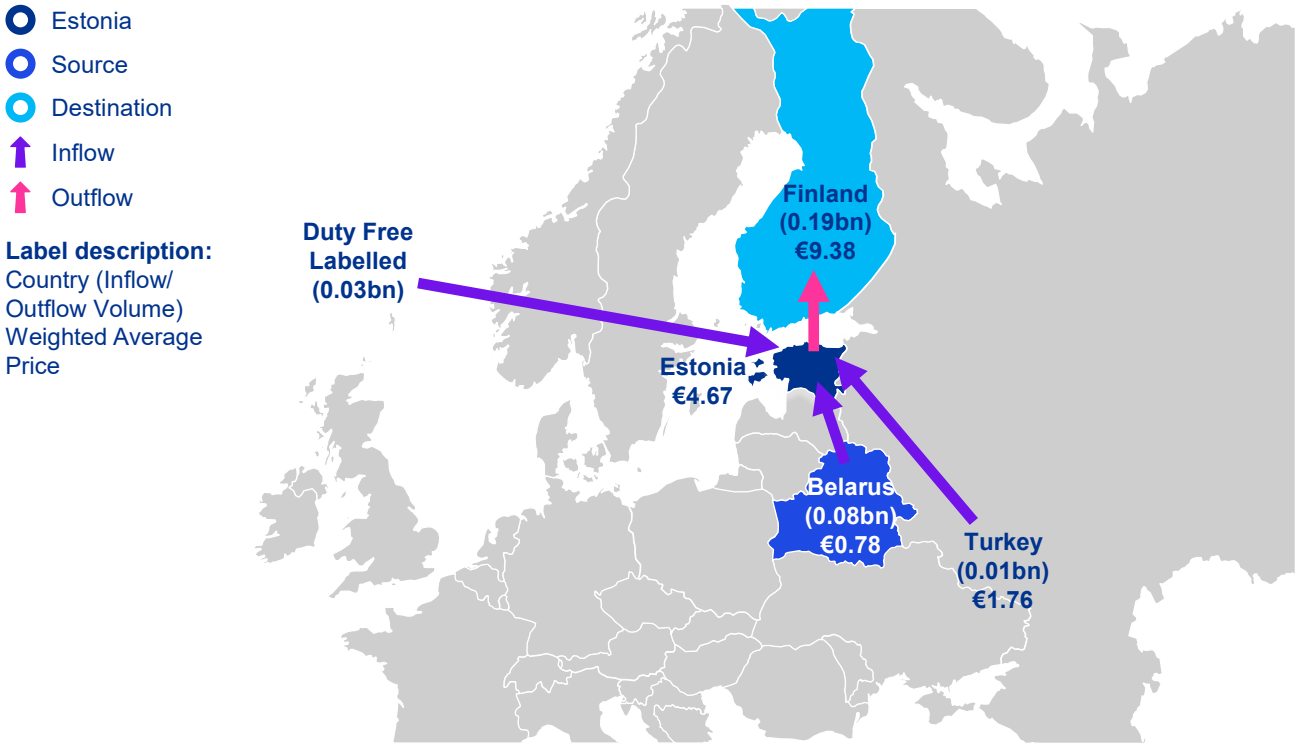 Estonia
Source
Destination
Inflow
Outflow
Label description:
Country (Inflow/
Outflow Volume)
Weighted Average
Price
Duty Free
Labelled
(0.03bn)
Finland
(0.19bn)
€9.38
Estonia
€4.67
Belarus
(0.08bn)
€0.78
Turkey
(0.01bn)
€1.76